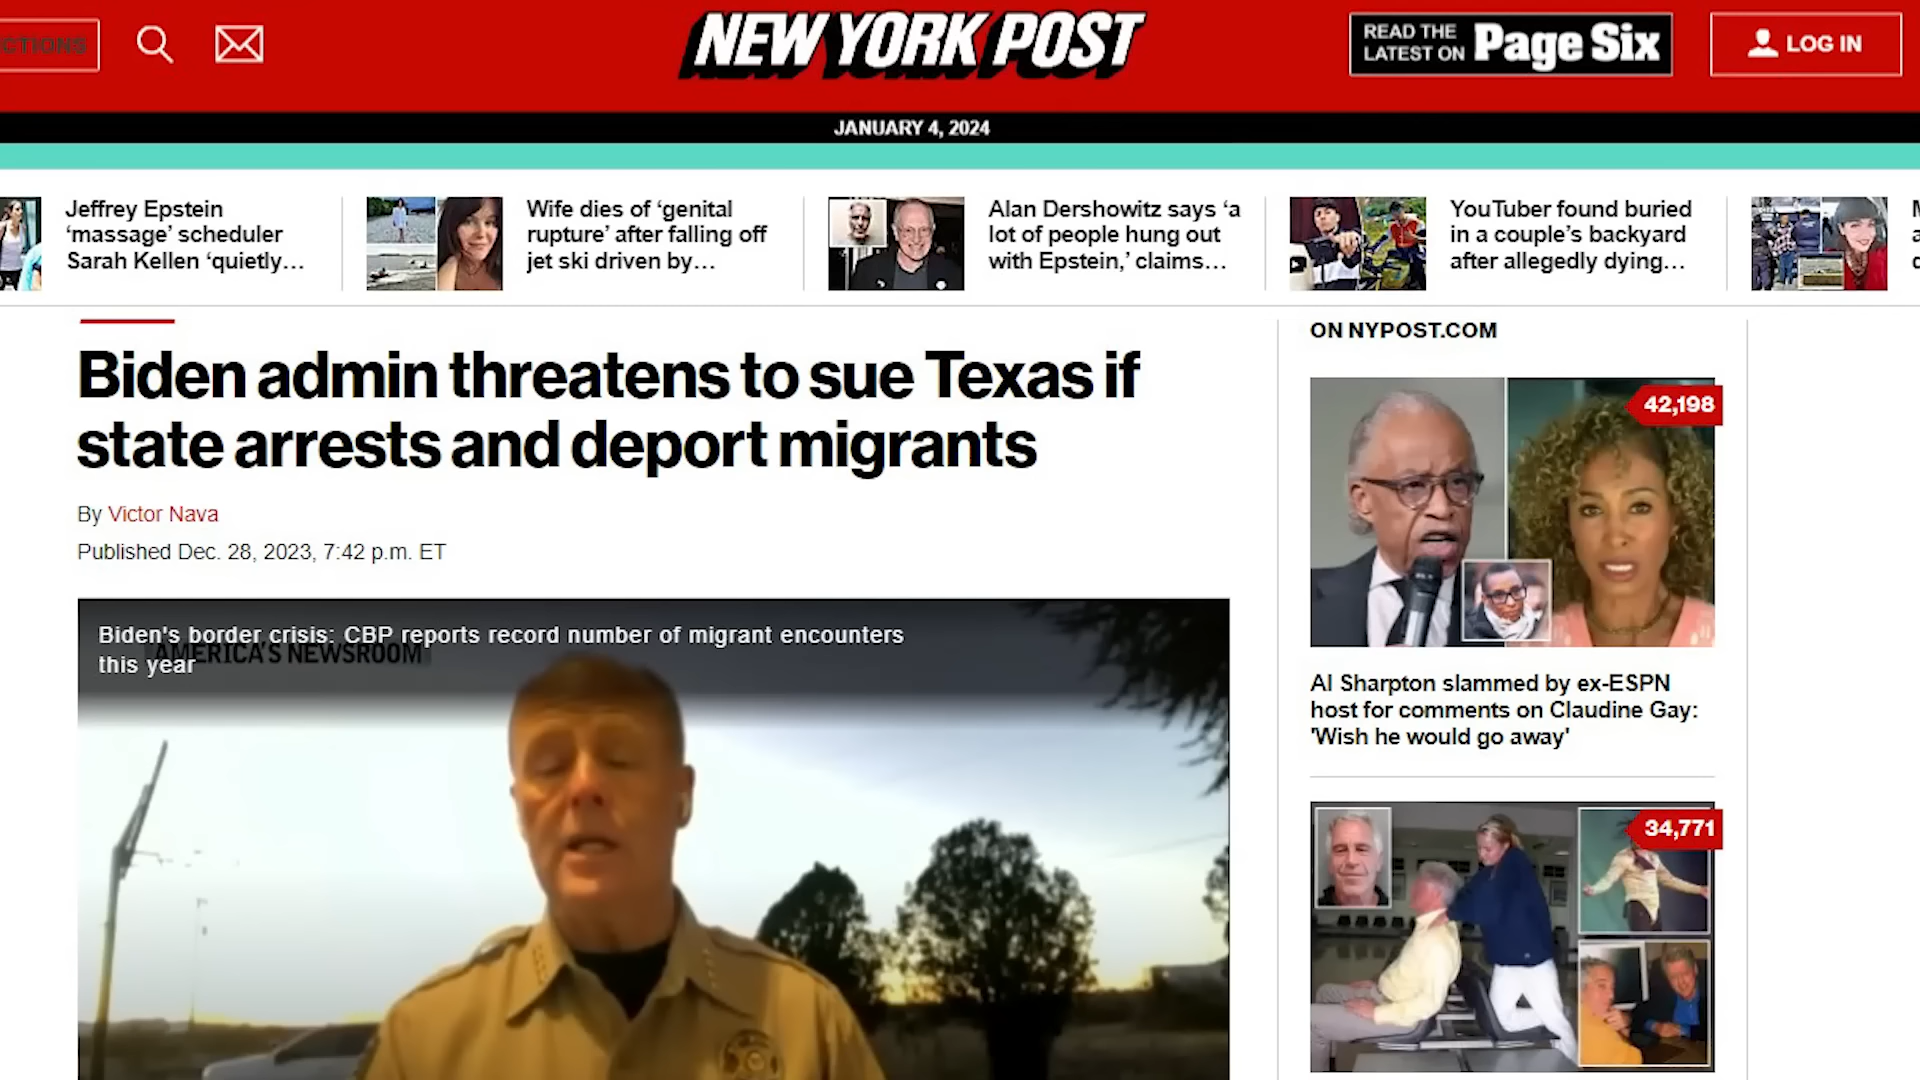 CTIONS
NEW YORK POST
READ THE
LATEST ON
Page Six
LOG IN
JANUARY 4, 2024
Jeffrey Epstein
‘massage’ scheduler
Sarah Kellen ‘quietly...
Wife dies of ‘genital
rupture’ after falling off
jet ski driven by...
Alan Dershowitz says ‘a
lot of people hung out
with Epstein,’ claims...
YouTuber found buried
in a couple’s backyard
after allegedly dying...
Biden admin threatens to sue Texas if
state arrests and deport migrants
By Victor Nava
Published Dec. 28, 2023, 7:42 p.m. ET
Biden's border crisis: CBP reports record number of migrant encounters
this year
AMERICA'S NEWSROOM
ON NYPOST.COM
42,198
Al Sharpton slammed by ex-ESPN
host for comments on Claudine Gay:
'Wish he would go away'
34,771